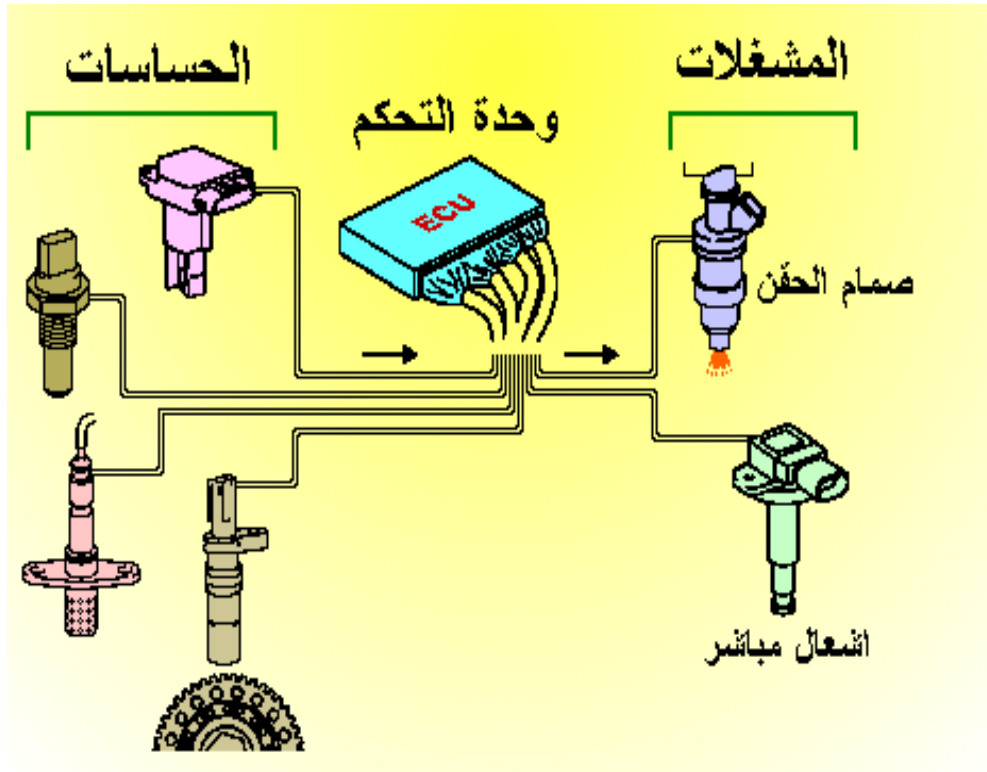 المشغلات
وحدة التحكم
الحساسات
ECU
صمام الحقن
اشعال مباشر